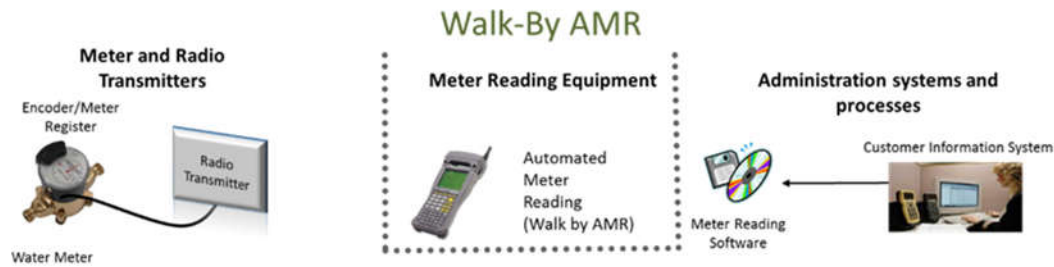 Walk-By AMR
Meter and Radio
Transmitters
Encoder/Meter
Register
Radio
Transmitter
Water Meter
Meter Reading Equipment
Automated
Meter
Reading
(Walk by AMR)
Administration systems and
processes
Customer Information System
Meter Reading
Software